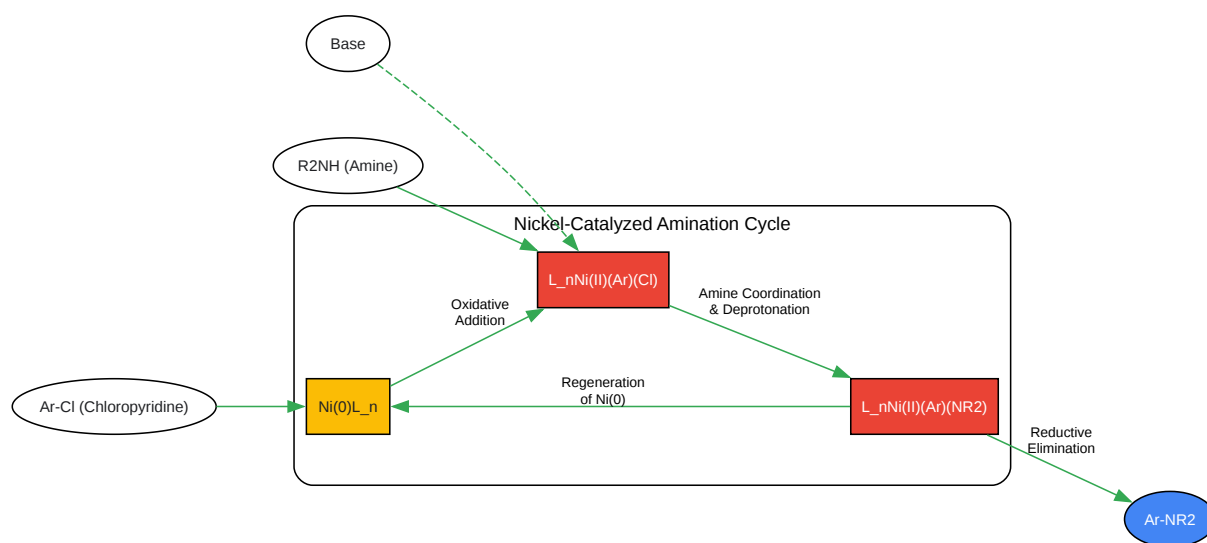 Base
R2NH (Amine)
Nickel-Catalyzed Amination Cycle
L_nNi(II)(Ar)(Cl)
Oxidative
Addition
Amine Coordination
& Deprotonation
Ar-Cl (Chloropyridine)
Ni(0)L_n
Regeneration
of Ni(0)
L_nNi(II)(Ar)(NR2)
Reductive
Elimination
Ar-NR2